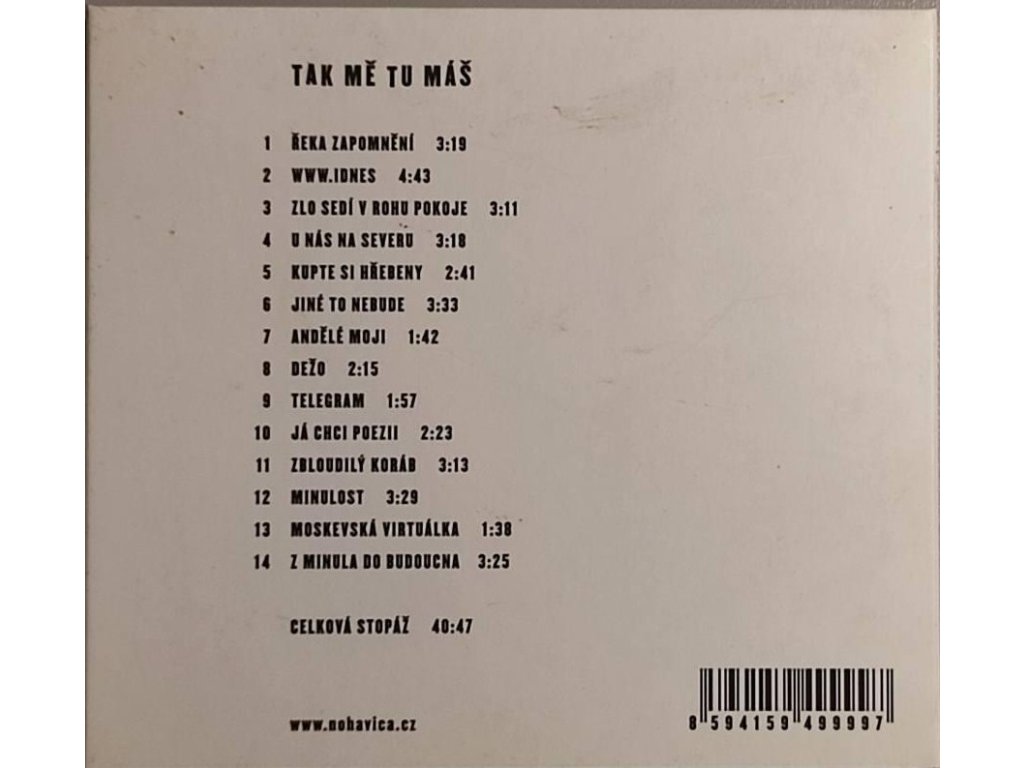 TAK MĚ TU MÁŠ
1 ŘEKA ZAPOMNĚNÍ 3:19
2 WWW.IDNES 4:43
3 ZLO SEDÍ V ROHU POKOJE 3:11
4 U NÁS NA SEVERU 3:18
5 KUPTE SI HŘEBENY 2:41
6 JINÉ TO NEBUDE 3:33
7 ANDĚLÉ MOJI 1:42
8 DEŽO 2:15
9 TELEGRAM 1:57
10 JÁ CHCI POEZII 2:23
11 ZBLOUDILÝ KORÁB 3:13
12 MINULOST 3:29
13 MOSKEVSKÁ VIRTUÁLKA 1:38
14 Z MINULA DO BUDOUCNA 3:25
CELKOVÁ STOPÁŽ 40:47
www.nohavica.cz
8 594159 499997